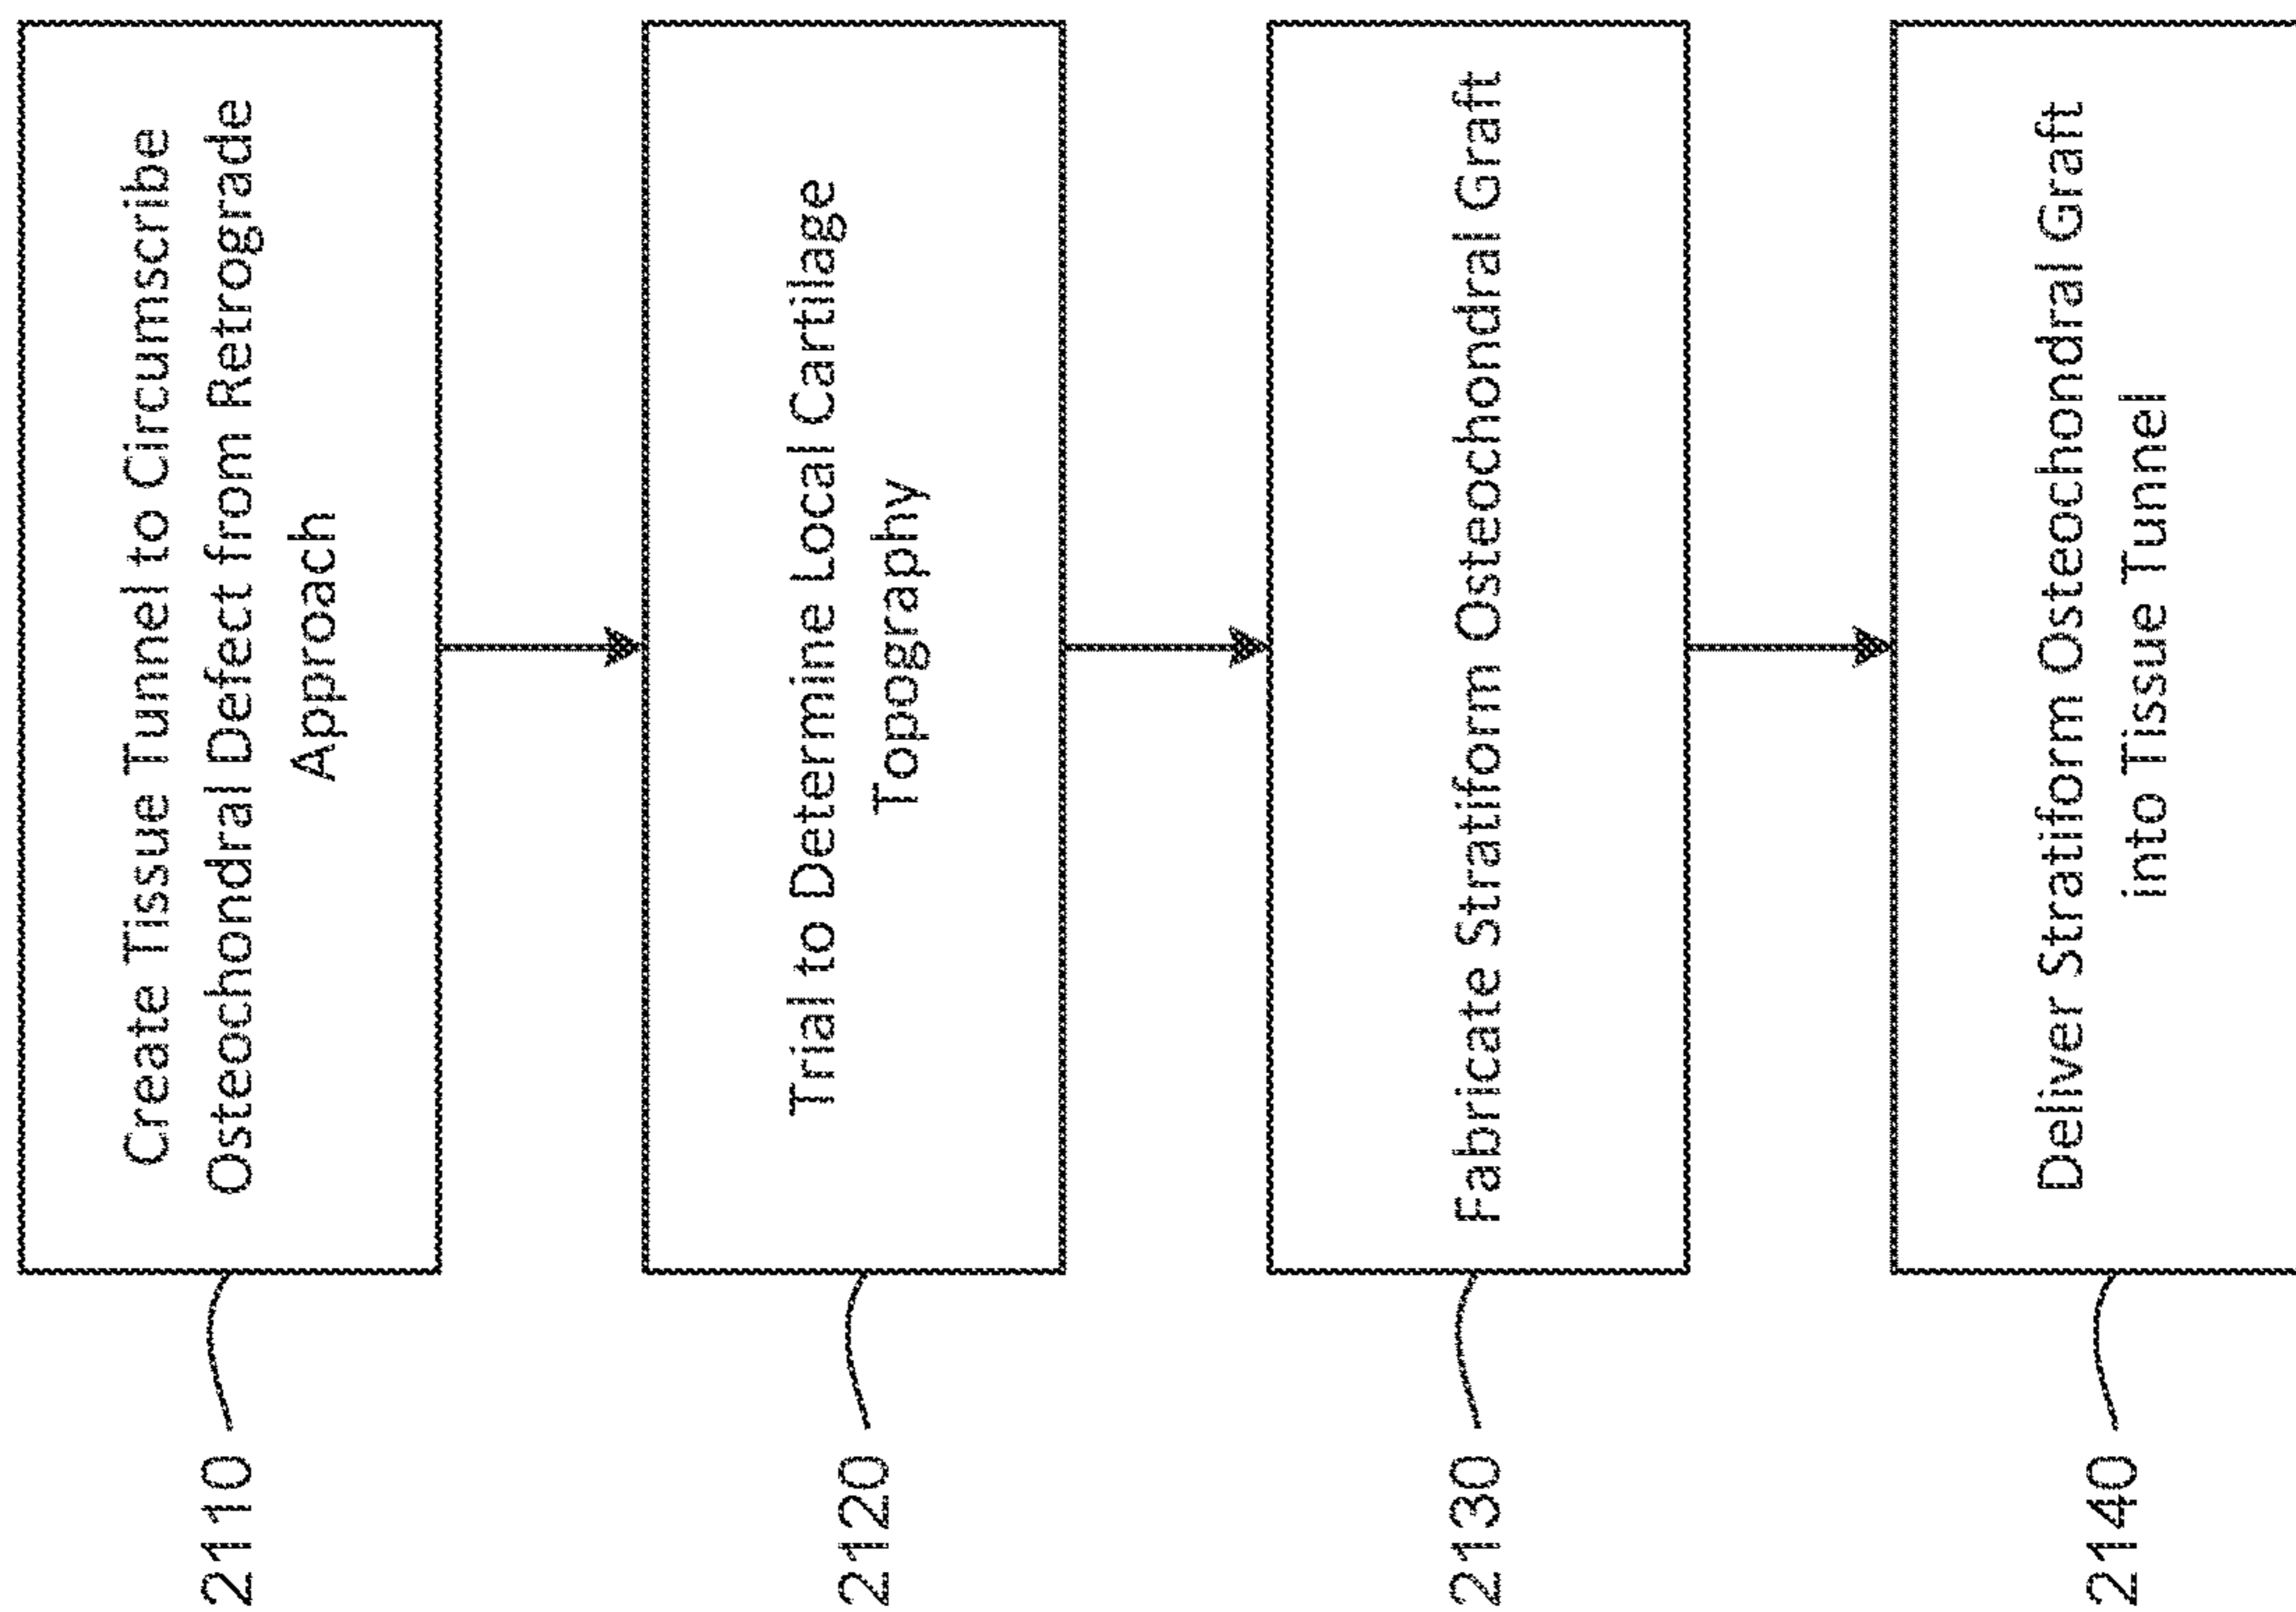 2110
Create Tissue Tunnel to Circumscribe
Osteochondral Defect from Retrograde
Approach
2120
Trial to Determine Local Cartilage
Topography
2130
Fabricate Stratiform Osteochondral Graft
2140
Deliver Stratiform Osteochondral Graft
into Tissue Tunnel